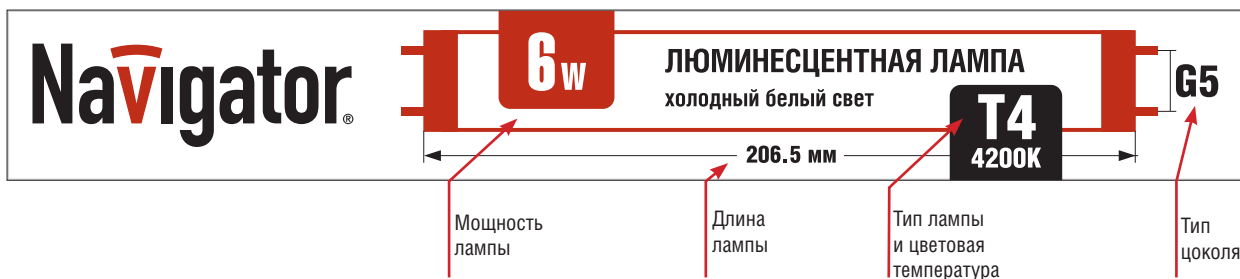 Navigator®
6W
ЛЮМИНЕСЦЕНТНАЯ ЛАМПА
холодный белый свет
T4
4200K
G5
206.5 мм
Мощность
лампы
Длина
лампы
Тип лампы
и цветовая
температура
Тип
цоколя